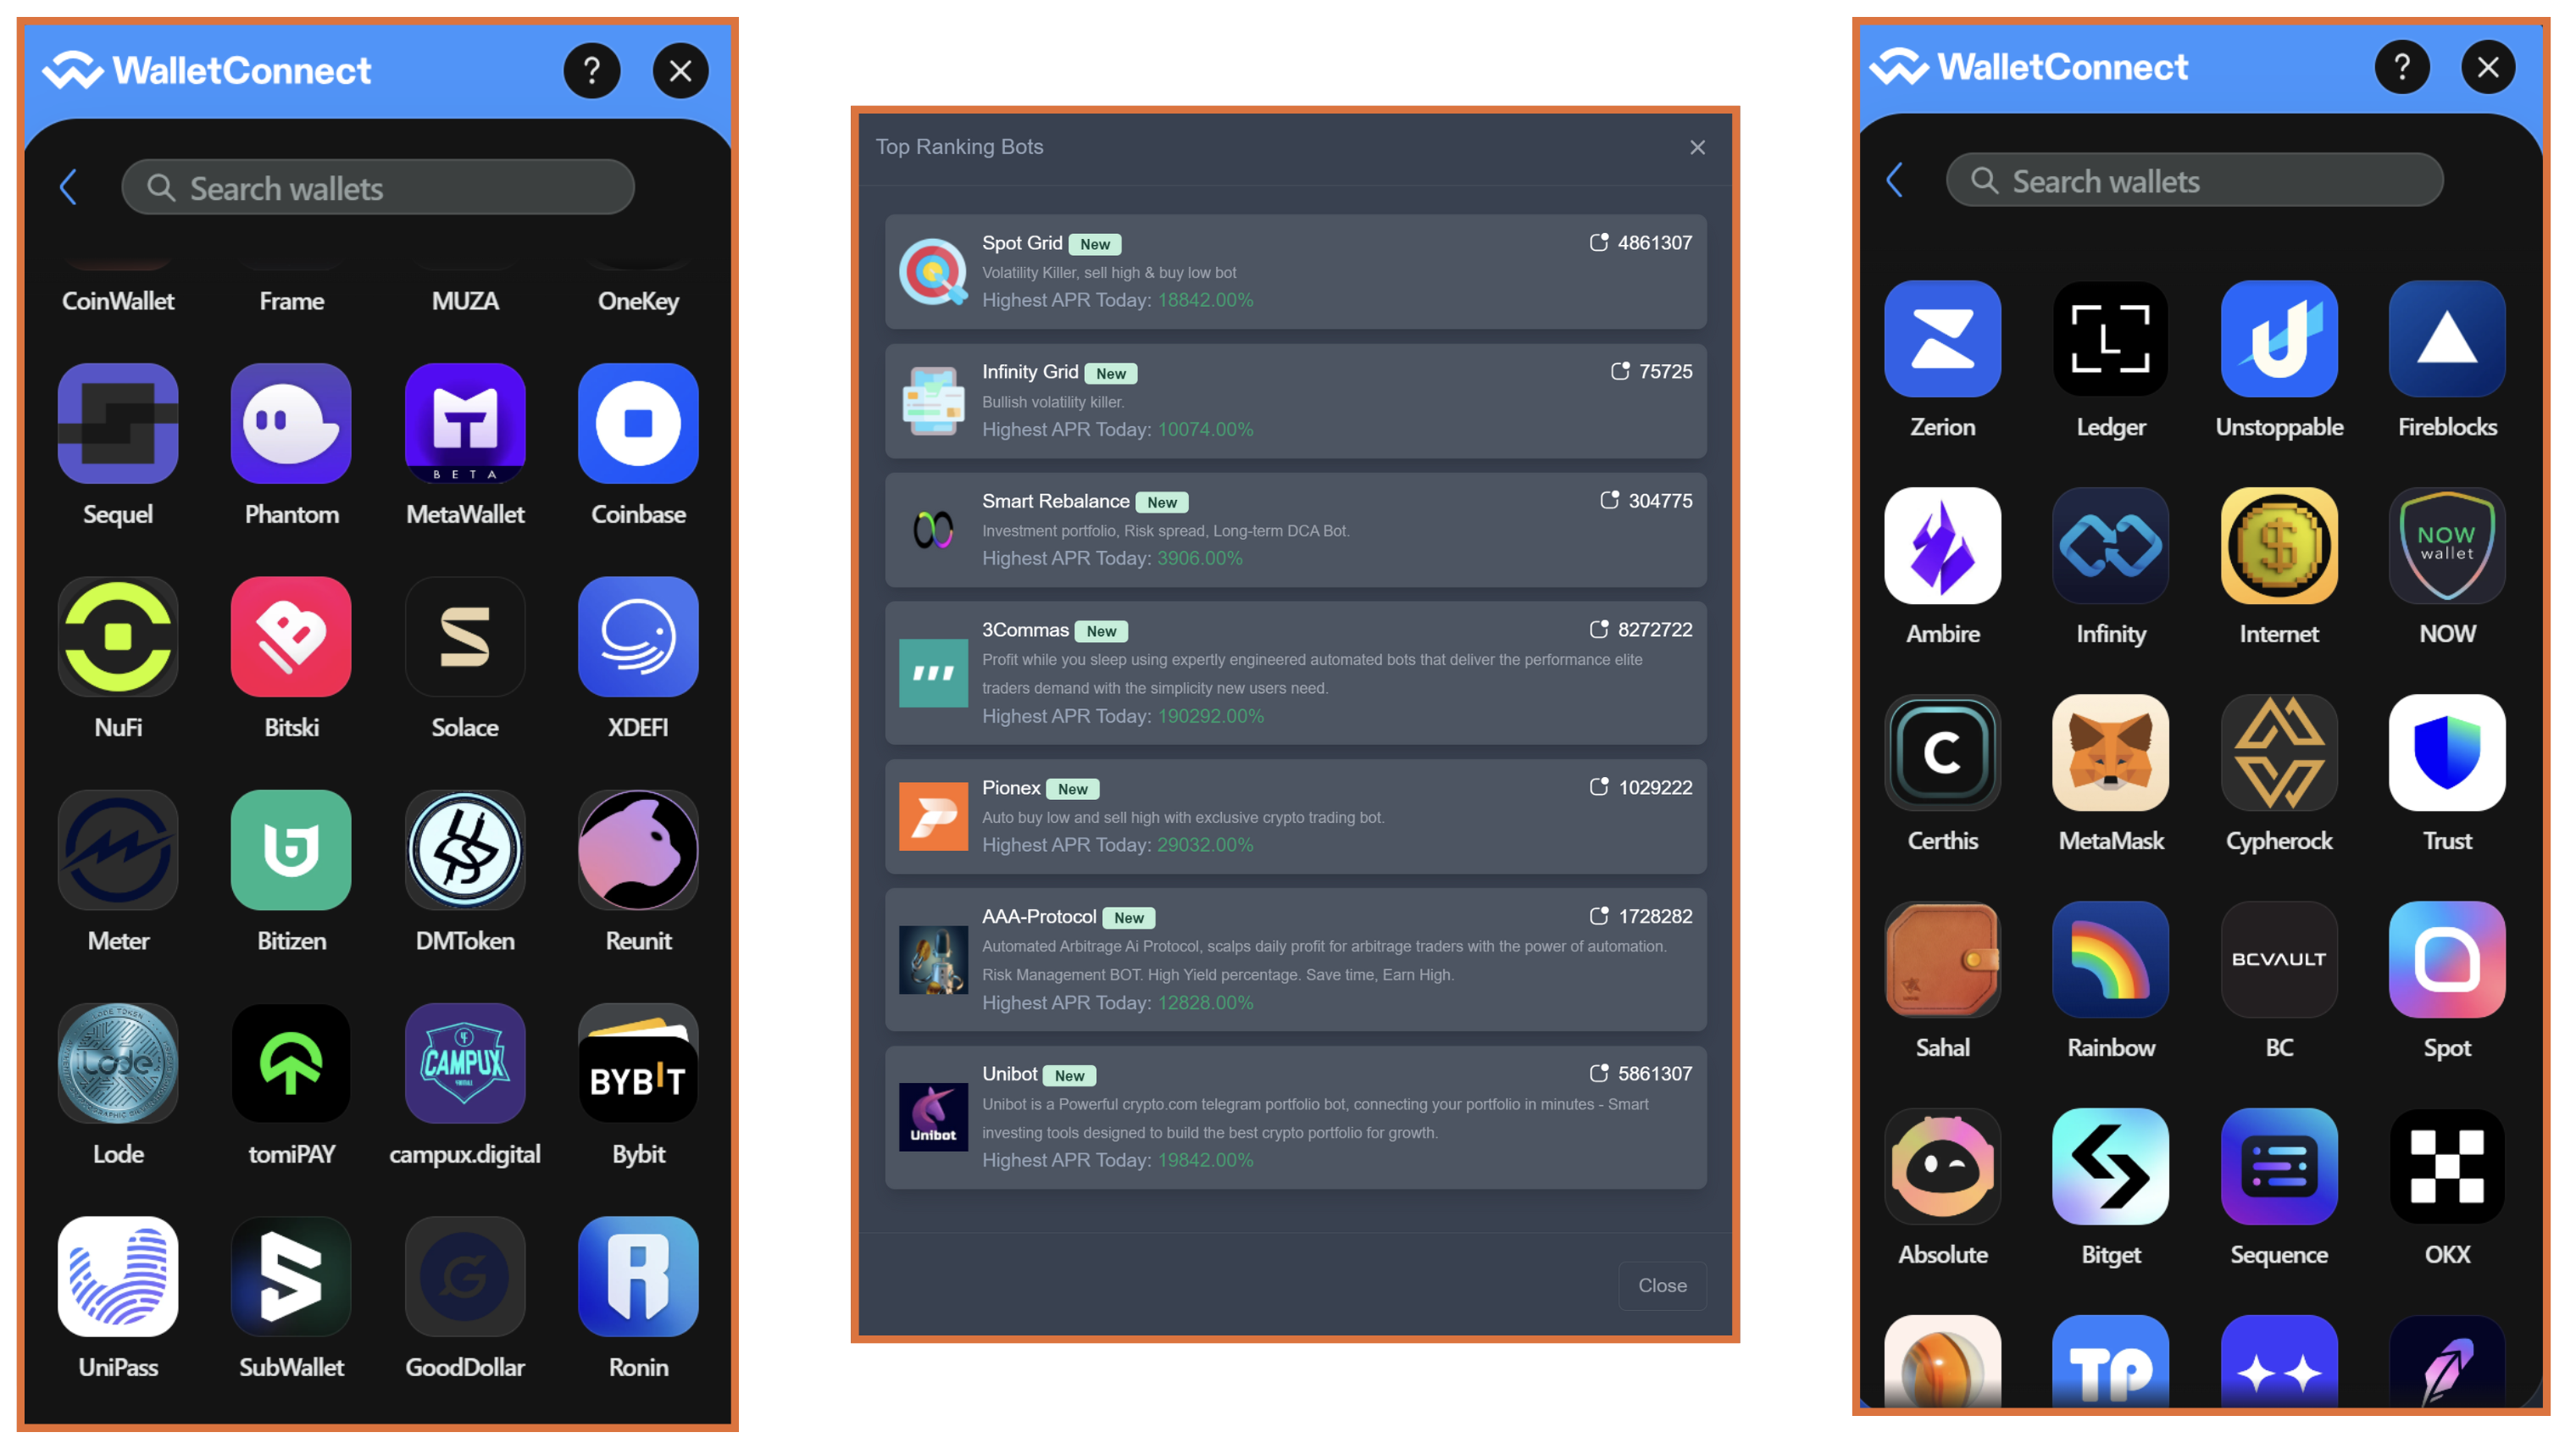 WalletConnect
?
Search wallets
CoinWallet Frame MUZA OneKey
BETA
Sequel Phantom MetaWallet Coinbase
NuFi Bitski Solace XDEFI
Meter Bitizen DMToken Reunit
LODE TOKEN
Lode CAMPUX BYBIT
Lode tomiPAY campux.digital Bybit
UniPass SubWallet GoodDollar Ronin
Top Ranking Bots
Spot Grid New 4861307
Volatility Killer, sell high & buy low bot
Highest APR Today: 18842.00%
Infinity Grid New 75725
Bullish volatility killer.
Highest APR Today: 10074.00%
Smart Rebalance New 304775
Investment portfolio, Risk spread, Long-term DCA Bot.
Highest APR Today: 3906.00%
3Commas New 8272722
Profit while you sleep using expertly engineered automated bots that deliver the performance elite
traders demand with the simplicity new users need.
Highest APR Today: 190292.00%
Pionex New 1029222
Auto buy low and sell high with exclusive crypto trading bot.
Highest APR Today: 29032.00%
AAA-Protocol New 1728282
Automated Arbitrage Ai Protocol, scalps daily profit for arbitrage traders with the power of automation.
Risk Management BOT. High Yield percentage. Save time, Earn High.
Highest APR Today: 12828.00%
Unibot New 5861307
Unibot is a Powerful crypto.com telegram portfolio bot, connecting your portfolio in minutes - Smart
Unibot
investing tools designed to build the best crypto portfolio for growth.
Highest APR Today: 19842.00%
Close
WalletConnect
?
Search wallets
L
Zerion Ledger Unstoppable Fireblocks
NOW
wallet
Ambire Infinity Internet NOW
C
Certhis MetaMask Cypherock Trust
BCVAULT
Sahal Rainbow BC Spot
Absolute Bitget Sequence OKX
TP